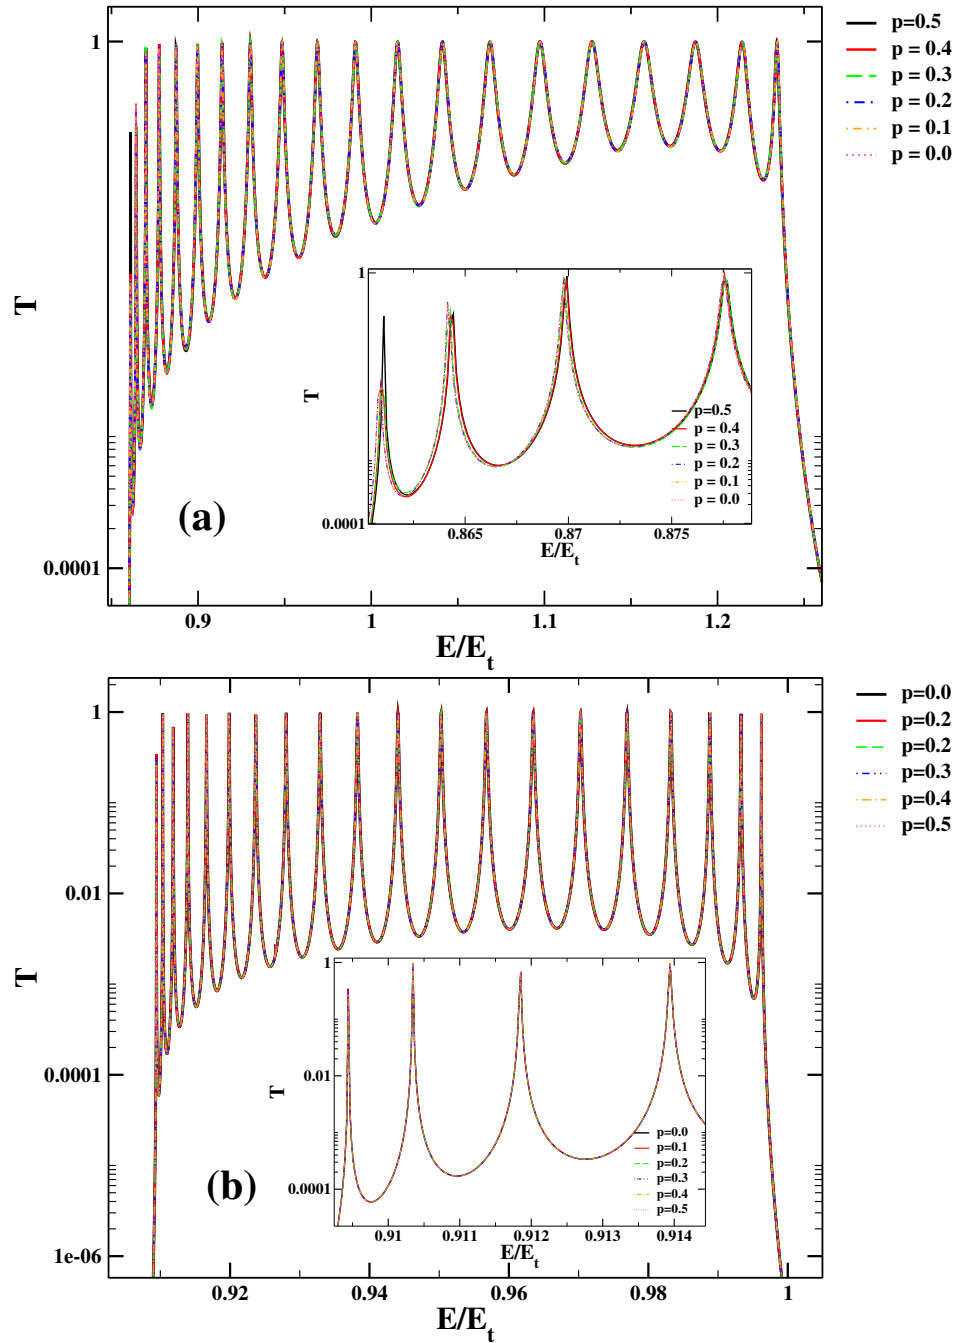 1
0.0001
T
(a)
0.9
1
1.1
1.2
E/E_t
p=0.5
p = 0.4
p = 0.3
p = 0.2
p = 0.1
p = 0.0
1
0.0001
T
0.865
0.87
0.875
E/E_t
p=0.5
p = 0.4
p = 0.3
p = 0.2
p = 0.1
p = 0.0
1
0.01
0.0001
1e-06
T
(b)
0.92
0.94
0.96
0.98
1
E/E_t
p=0.0
p=0.2
p=0.2
p=0.3
p=0.4
p=0.5
1
0.01
0.0001
T
0.91
0.911
0.912
0.913
0.914
E/E_t
p=0.0
p=0.1
p=0.2
p=0.3
p=0.4
p=0.5